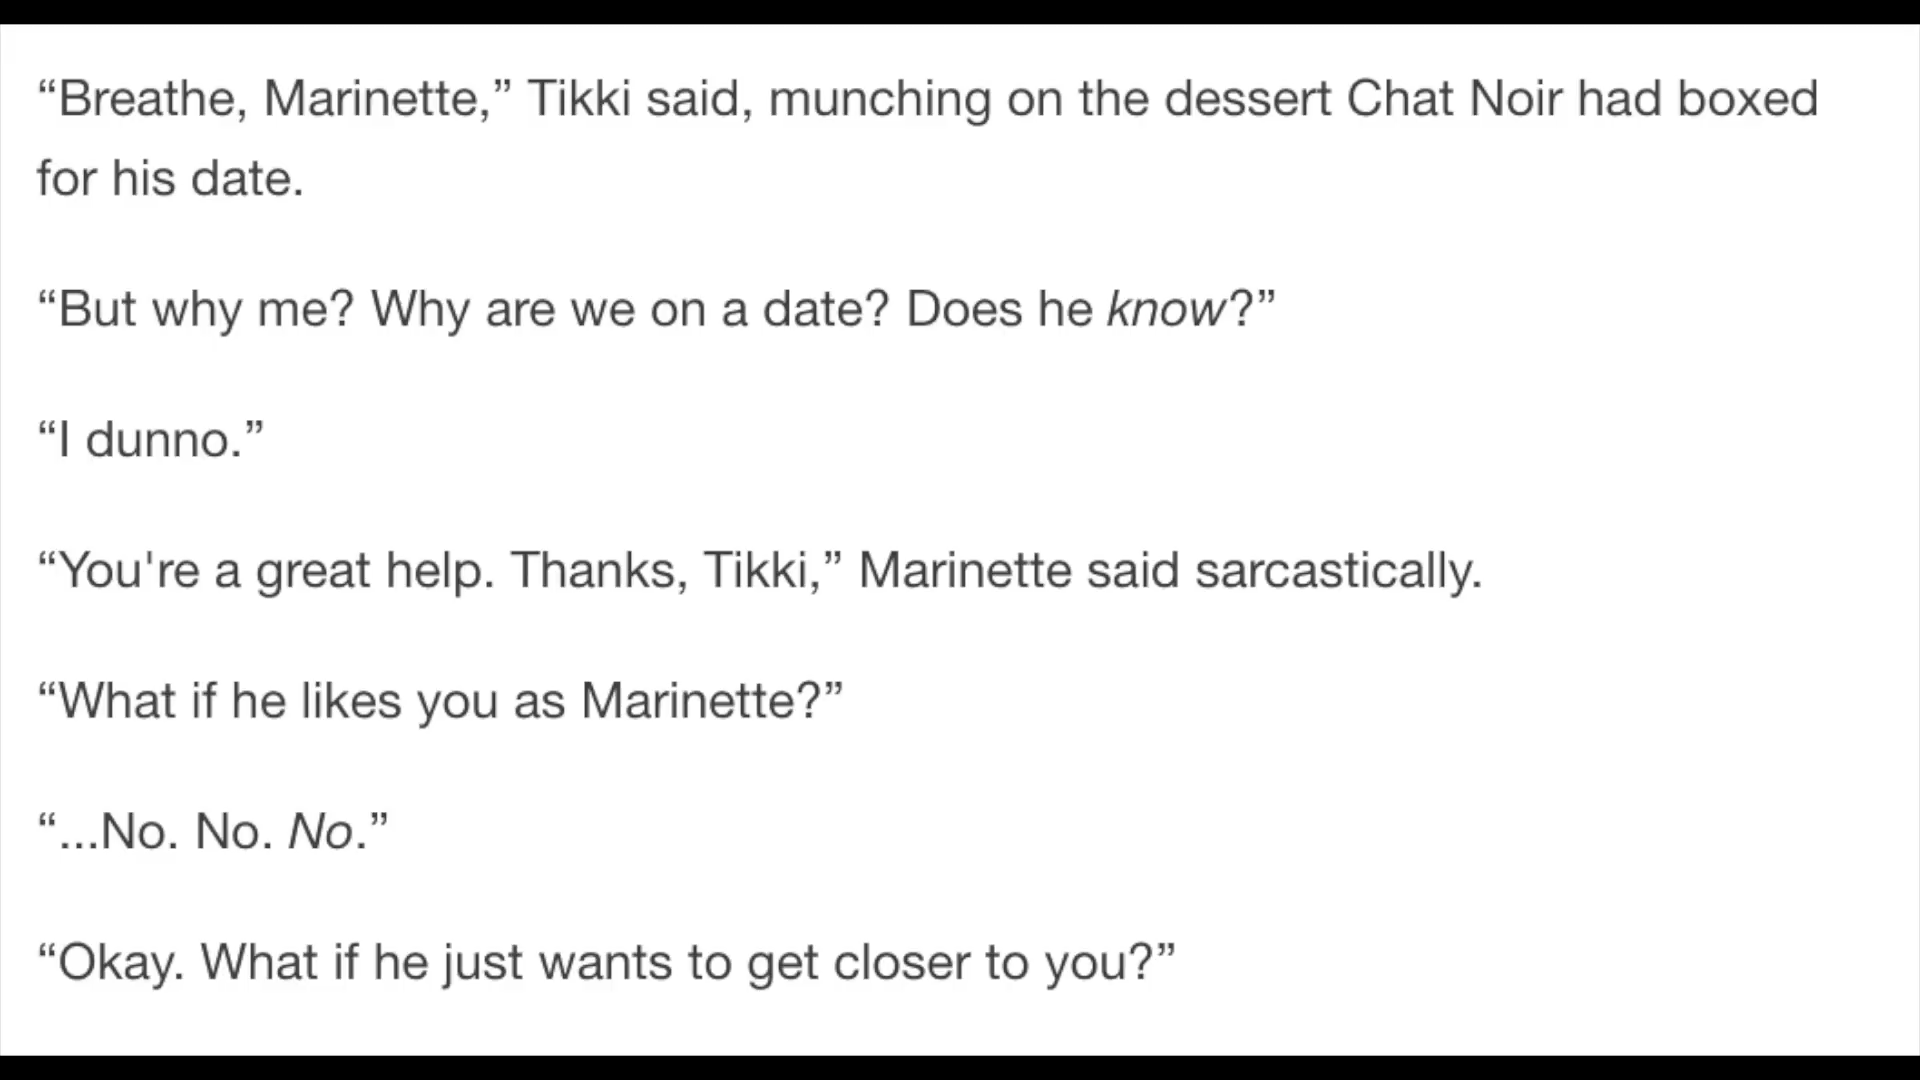 “Breathe, Marinette,” Tikki said, munching on the dessert Chat Noir had boxed
for his date.
“But why me? Why are we on a date? Does he know?”
“I dunno.”
“You're a great help. Thanks, Tikki,” Marinette said sarcastically.
“What if he likes you as Marinette?”
“...No. No. No.”
“Okay. What if he just wants to get closer to you?”